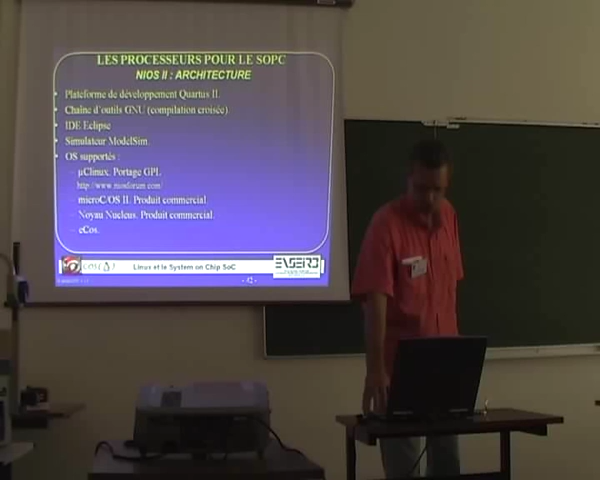 LES PROCESSEURS POUR LE SOPC
NIOS II : ARCHITECTURE
Plateforme de développement Quartus II.
Chaîne d'outils GNU (compilation croisée).
IDE Eclipse
Simulateur ModelSim.
OS supportés :
- µClinux. Portage GPL
http://www.niosforum.com/
- microC/OS II. Produit commercial.
- Noyau Nucleus. Produit commercial.
- eCos.
Linux et le System on Chip SoC
ENSEIRB
- 42 -